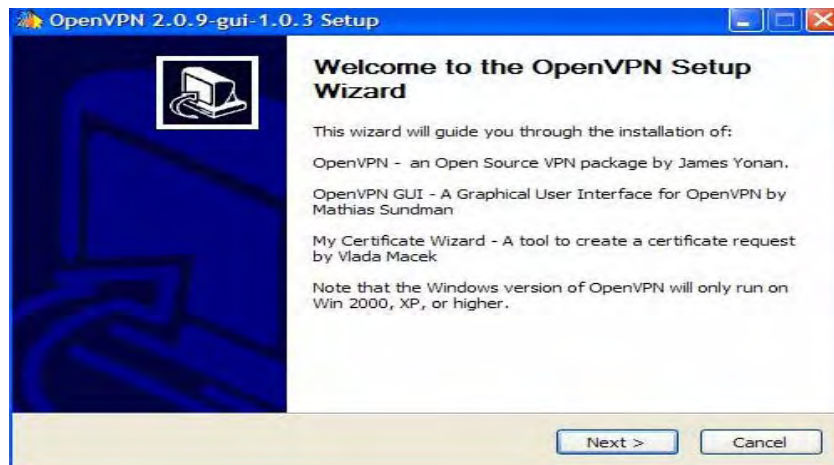 OpenVPN 2.0.9-gui-1.0.3 Setup
Welcome to the OpenVPN Setup
Wizard
This wizard will guide you through the installation of:
OpenVPN - an Open Source VPN package by James Yonan.
OpenVPN GUI - A Graphical User Interface for OpenVPN by
Mathias Sundman
My Certificate Wizard - A tool to create a certificate request
by Vlada Macek
Note that the Windows version of OpenVPN will only run on
Win 2000, XP, or higher.
Next >
Cancel